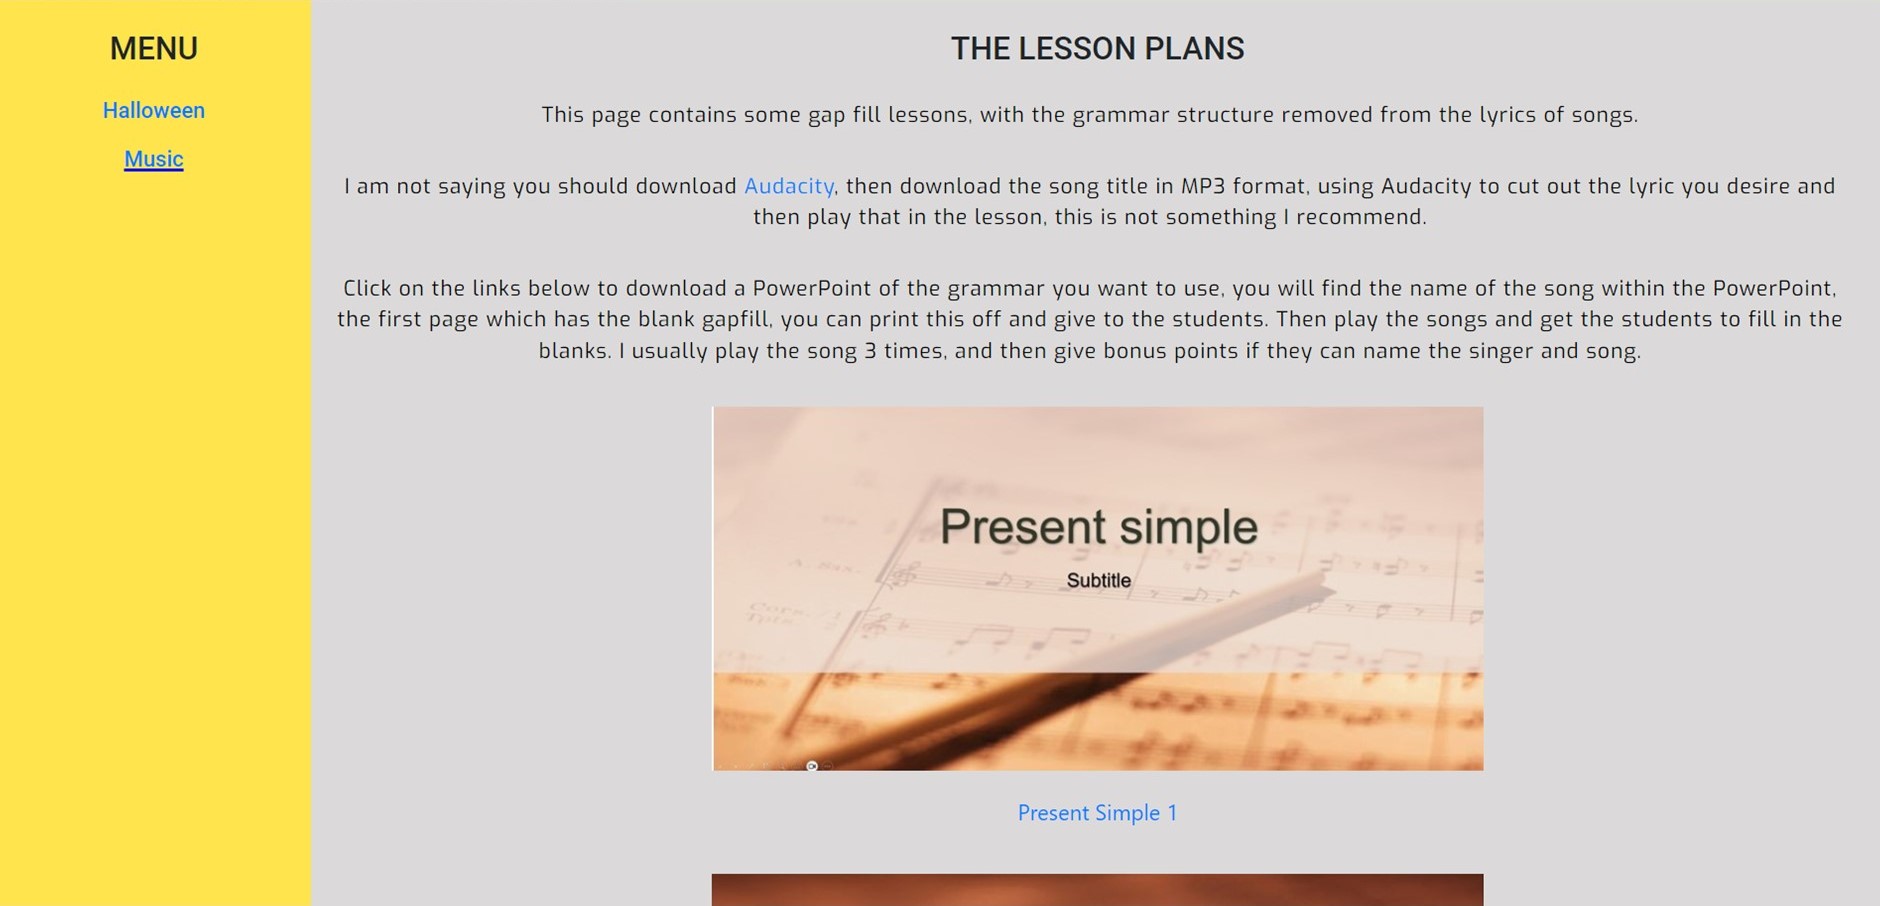 MENU
Halloween
Music
THE LESSON PLANS
This page contains some gap fill lessons, with the grammar structure removed from the lyrics of songs.
I am not saying you should download Audacity, then download the song title in MP3 format, using Audacity to cut out the lyric you desire and
then play that in the lesson, this is not something I recommend.
Click on the links below to download a PowerPoint of the grammar you want to use, you will find the name of the song within the PowerPoint,
the first page which has the blank gapfill, you can print this off and give to the students. Then play the songs and get the students to fill in the
blanks. I usually play the song 3 times, and then give bonus points if they can name the singer and song.
Present simple
Subtitle
A. Sax.
Present Simple 1